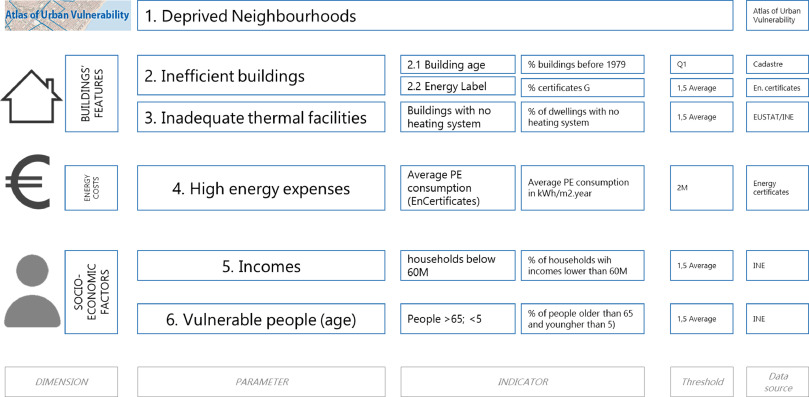 Atlas of Urban Vulnerability
1. Deprived Neighbourhoods
Atlas of Urban
Vulnerability
BUILDINGS'
FEATURES
2. Inefficient buildings
2.1 Building age
% buildings before 1979
Q1
Cadastre
2.2 Energy Label
% certificates G
1,5 Average
En. certificates
3. Inadequate thermal facilities
Buildings with no
heating system
% of dwellings with no
heating system
1,5 Average
EUSTAT/INE
€
ENERGY
COSTS
4. High energy expenses
Average PE
consumption
(EnCertificates)
Average PE consumption
in kWh/m2.year
2M
Energy
certificates
SOCIO-
ECONOMIC
FACTORS
5. Incomes
households below
60M
% of households wih
incomes lower than 60M
1,5 Average
INE
6. Vulnerable people (age)
People >65; <5
% of people older than 65
and youngher than 5)
1,5 Average
INE
DIMENSION
PARAMETER
INDICATOR
Threshold
Data
source